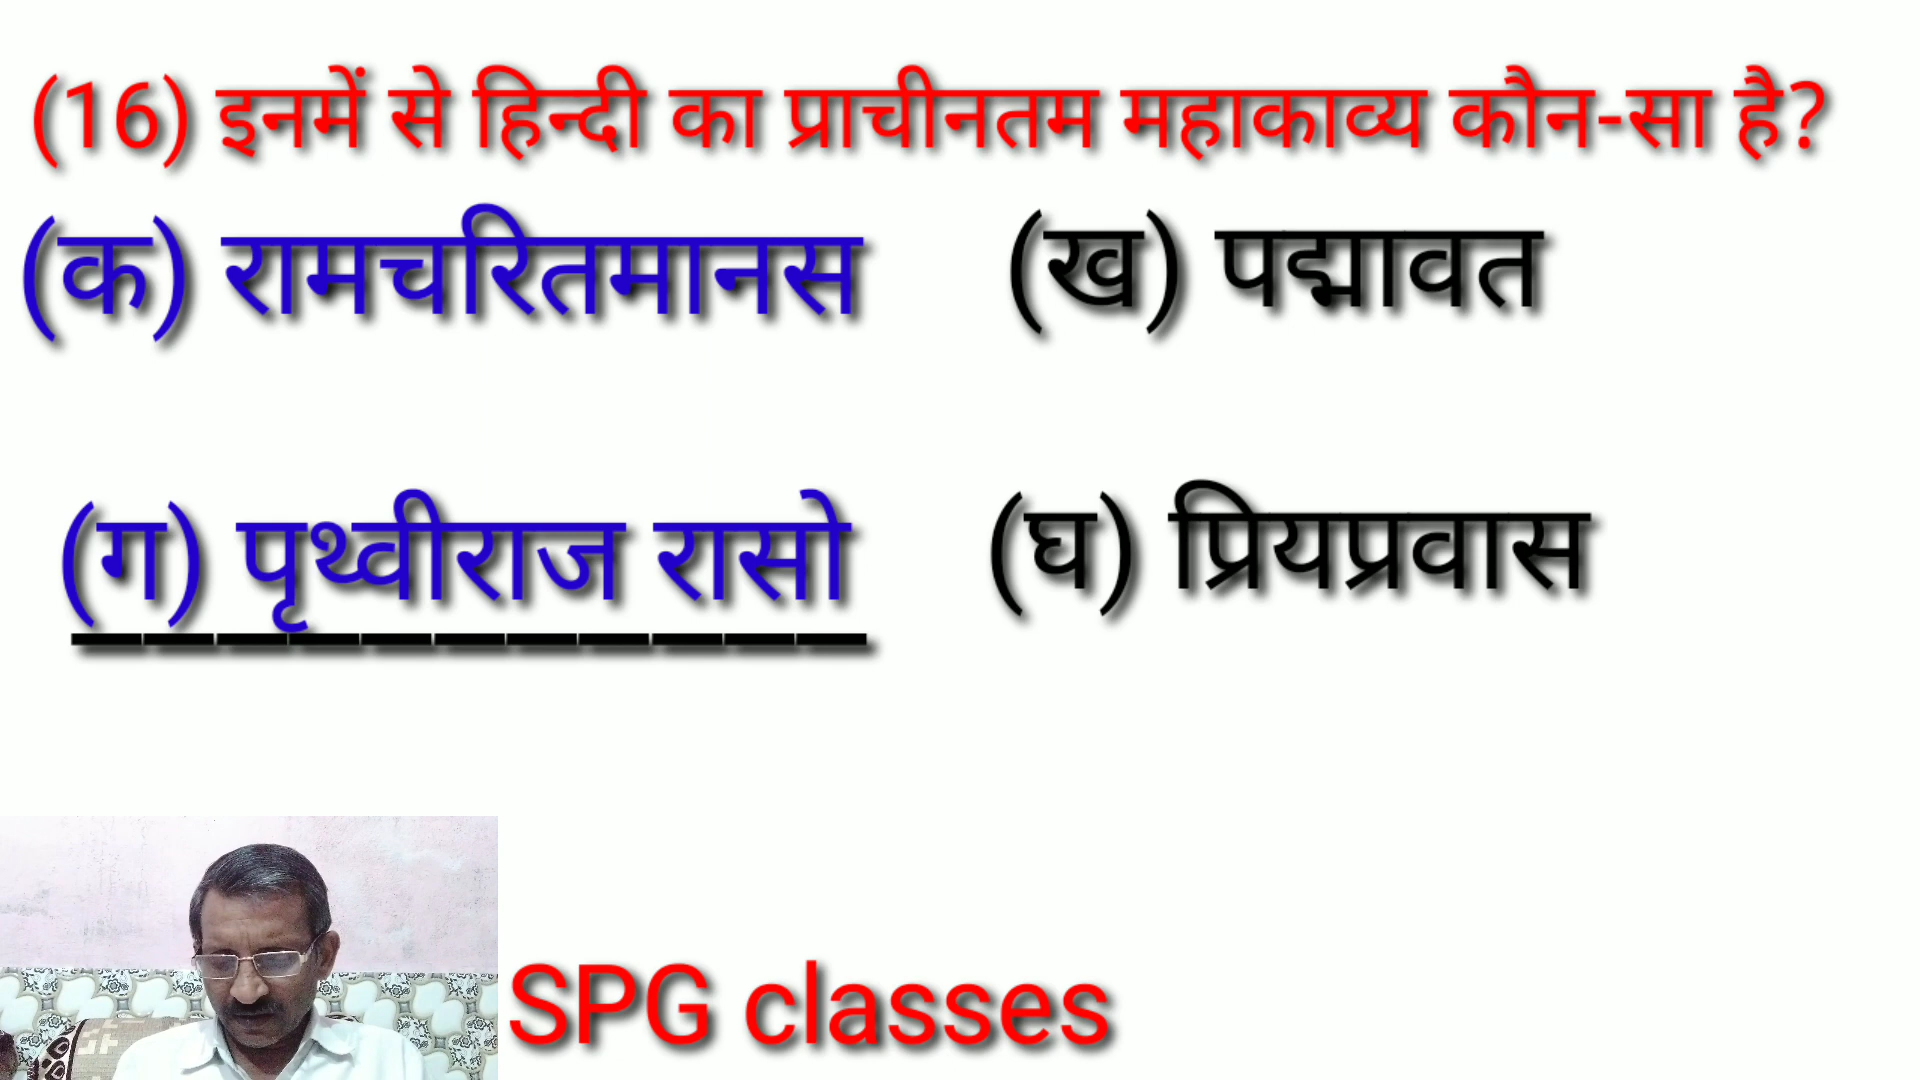 (16) इनमें से हिन्दी का प्राचीनतम महाकाव्य कौन-सा है?
(क) रामचरितमानस (ख) पद्मावत
(ग) पृथ्वीराज रासो (घ) प्रियप्रवास
SPG classes